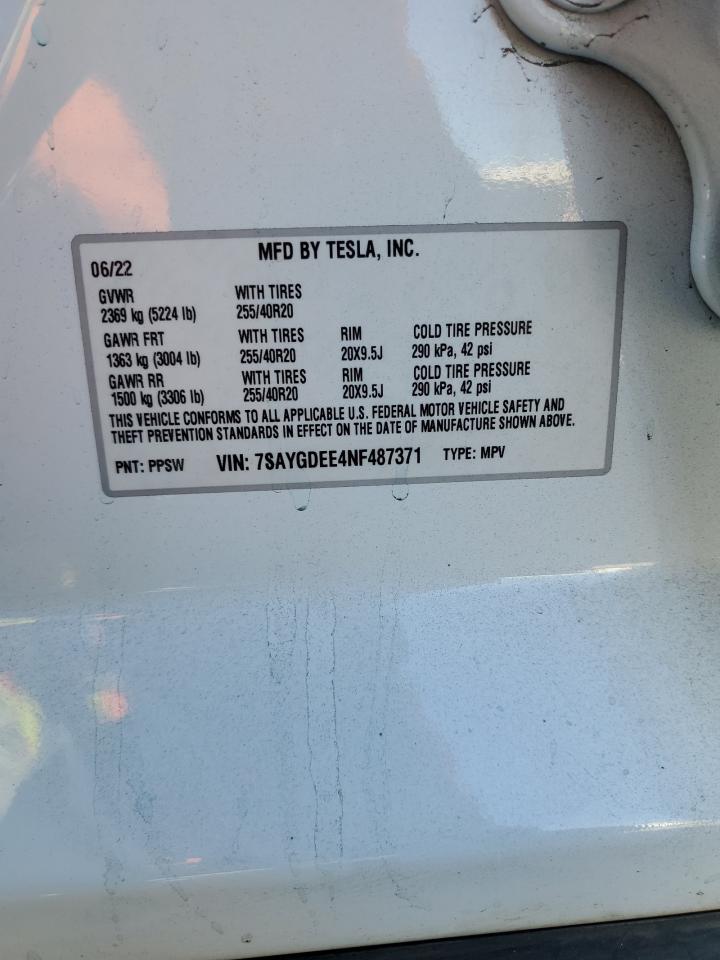 MFD BY TESLA, INC.
06/22
GVWR WITH TIRES
2369 kg (5224 lb) 255/40R20
GAWR FRT WITH TIRES RIM COLD TIRE PRESSURE
1363 kg (3004 lb) 255/40R20 20X9.5J 290 kPa, 42 psi
GAWR RR WITH TIRES RIM COLD TIRE PRESSURE
1500 kg (3306 lb) 255/40R20 20X9.5J 290 kPa, 42 psi
THIS VEHICLE CONFORMS TO ALL APPLICABLE U.S. FEDERAL MOTOR VEHICLE SAFETY AND
THEFT PREVENTION STANDARDS IN EFFECT ON THE DATE OF MANUFACTURE SHOWN ABOVE.
PNT: PPSW VIN: 7SAYGDEE4NF487371 TYPE: MPV